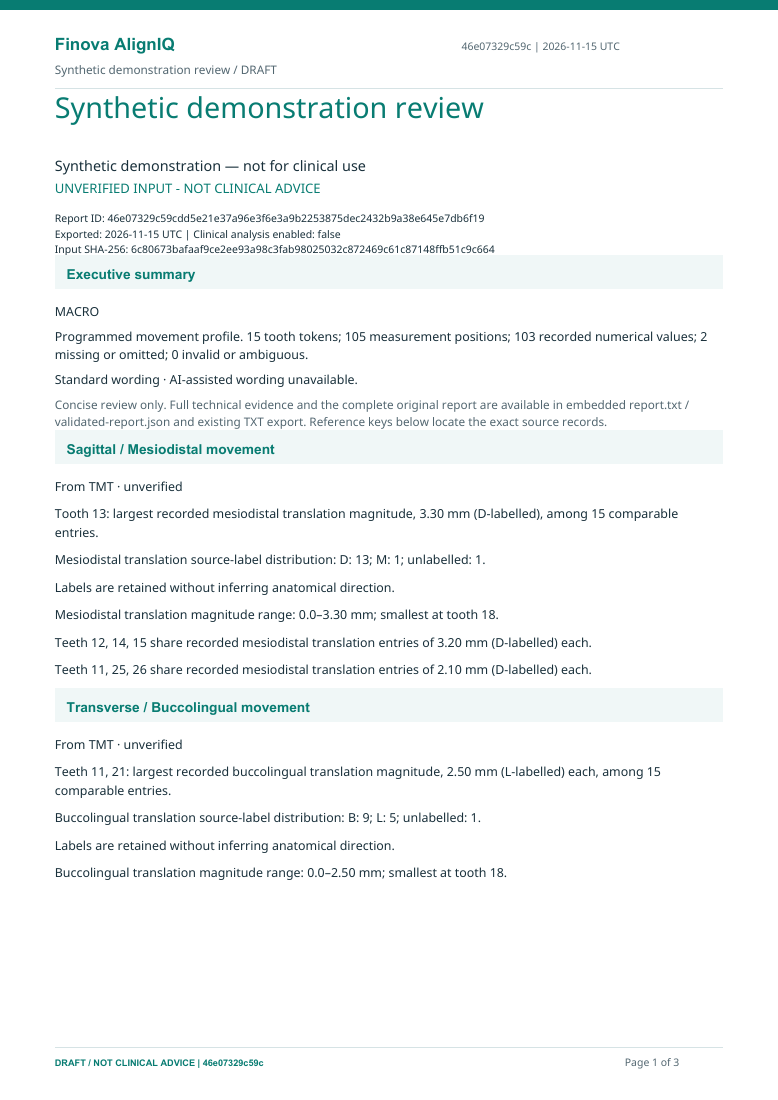 Finova AlignIQ
46e07329c59c | 2026-11-15 UTC
Synthetic demonstration review / DRAFT
Synthetic demonstration review
Synthetic demonstration — not for clinical use
UNVERIFIED INPUT - NOT CLINICAL ADVICE
Report ID: 46e07329c59cdd5e21e37a96e3f6e3a9b2253875dec2432b9a38e645e7db6f19
Exported: 2026-11-15 UTC | Clinical analysis enabled: false
Input SHA-256: 6c80673bafaaf9ce2ee93a98c3fab98025032c872469c61c87148ffb51c9c664
Executive summary
MACRO
Programmed movement profile. 15 tooth tokens; 105 measurement positions; 103 recorded numerical values; 2
missing or omitted; 0 invalid or ambiguous.
Standard wording · AI-assisted wording unavailable.
Concise review only. Full technical evidence and the complete original report are available in embedded report.txt /
validated-report.json and existing TXT export. Reference keys below locate the exact source records.
Sagittal / Mesiodistal movement
From TMT · unverified
Tooth 13: largest recorded mesiodistal translation magnitude, 3.30 mm (D-labelled), among 15 comparable
entries.
Mesiodistal translation source-label distribution: D: 13; M: 1; unlabelled: 1.
Labels are retained without inferring anatomical direction.
Mesiodistal translation magnitude range: 0.0–3.30 mm; smallest at tooth 18.
Teeth 12, 14, 15 share recorded mesiodistal translation entries of 3.20 mm (D-labelled) each.
Teeth 11, 25, 26 share recorded mesiodistal translation entries of 2.10 mm (D-labelled) each.
Transverse / Buccolingual movement
From TMT · unverified
Teeth 11, 21: largest recorded buccolingual translation magnitude, 2.50 mm (L-labelled) each, among 15
comparable entries.
Buccolingual translation source-label distribution: B: 9; L: 5; unlabelled: 1.
Labels are retained without inferring anatomical direction.
Buccolingual translation magnitude range: 0.0–2.50 mm; smallest at tooth 18.
DRAFT / NOT CLINICAL ADVICE | 46e07329c59c
Page 1 of 3